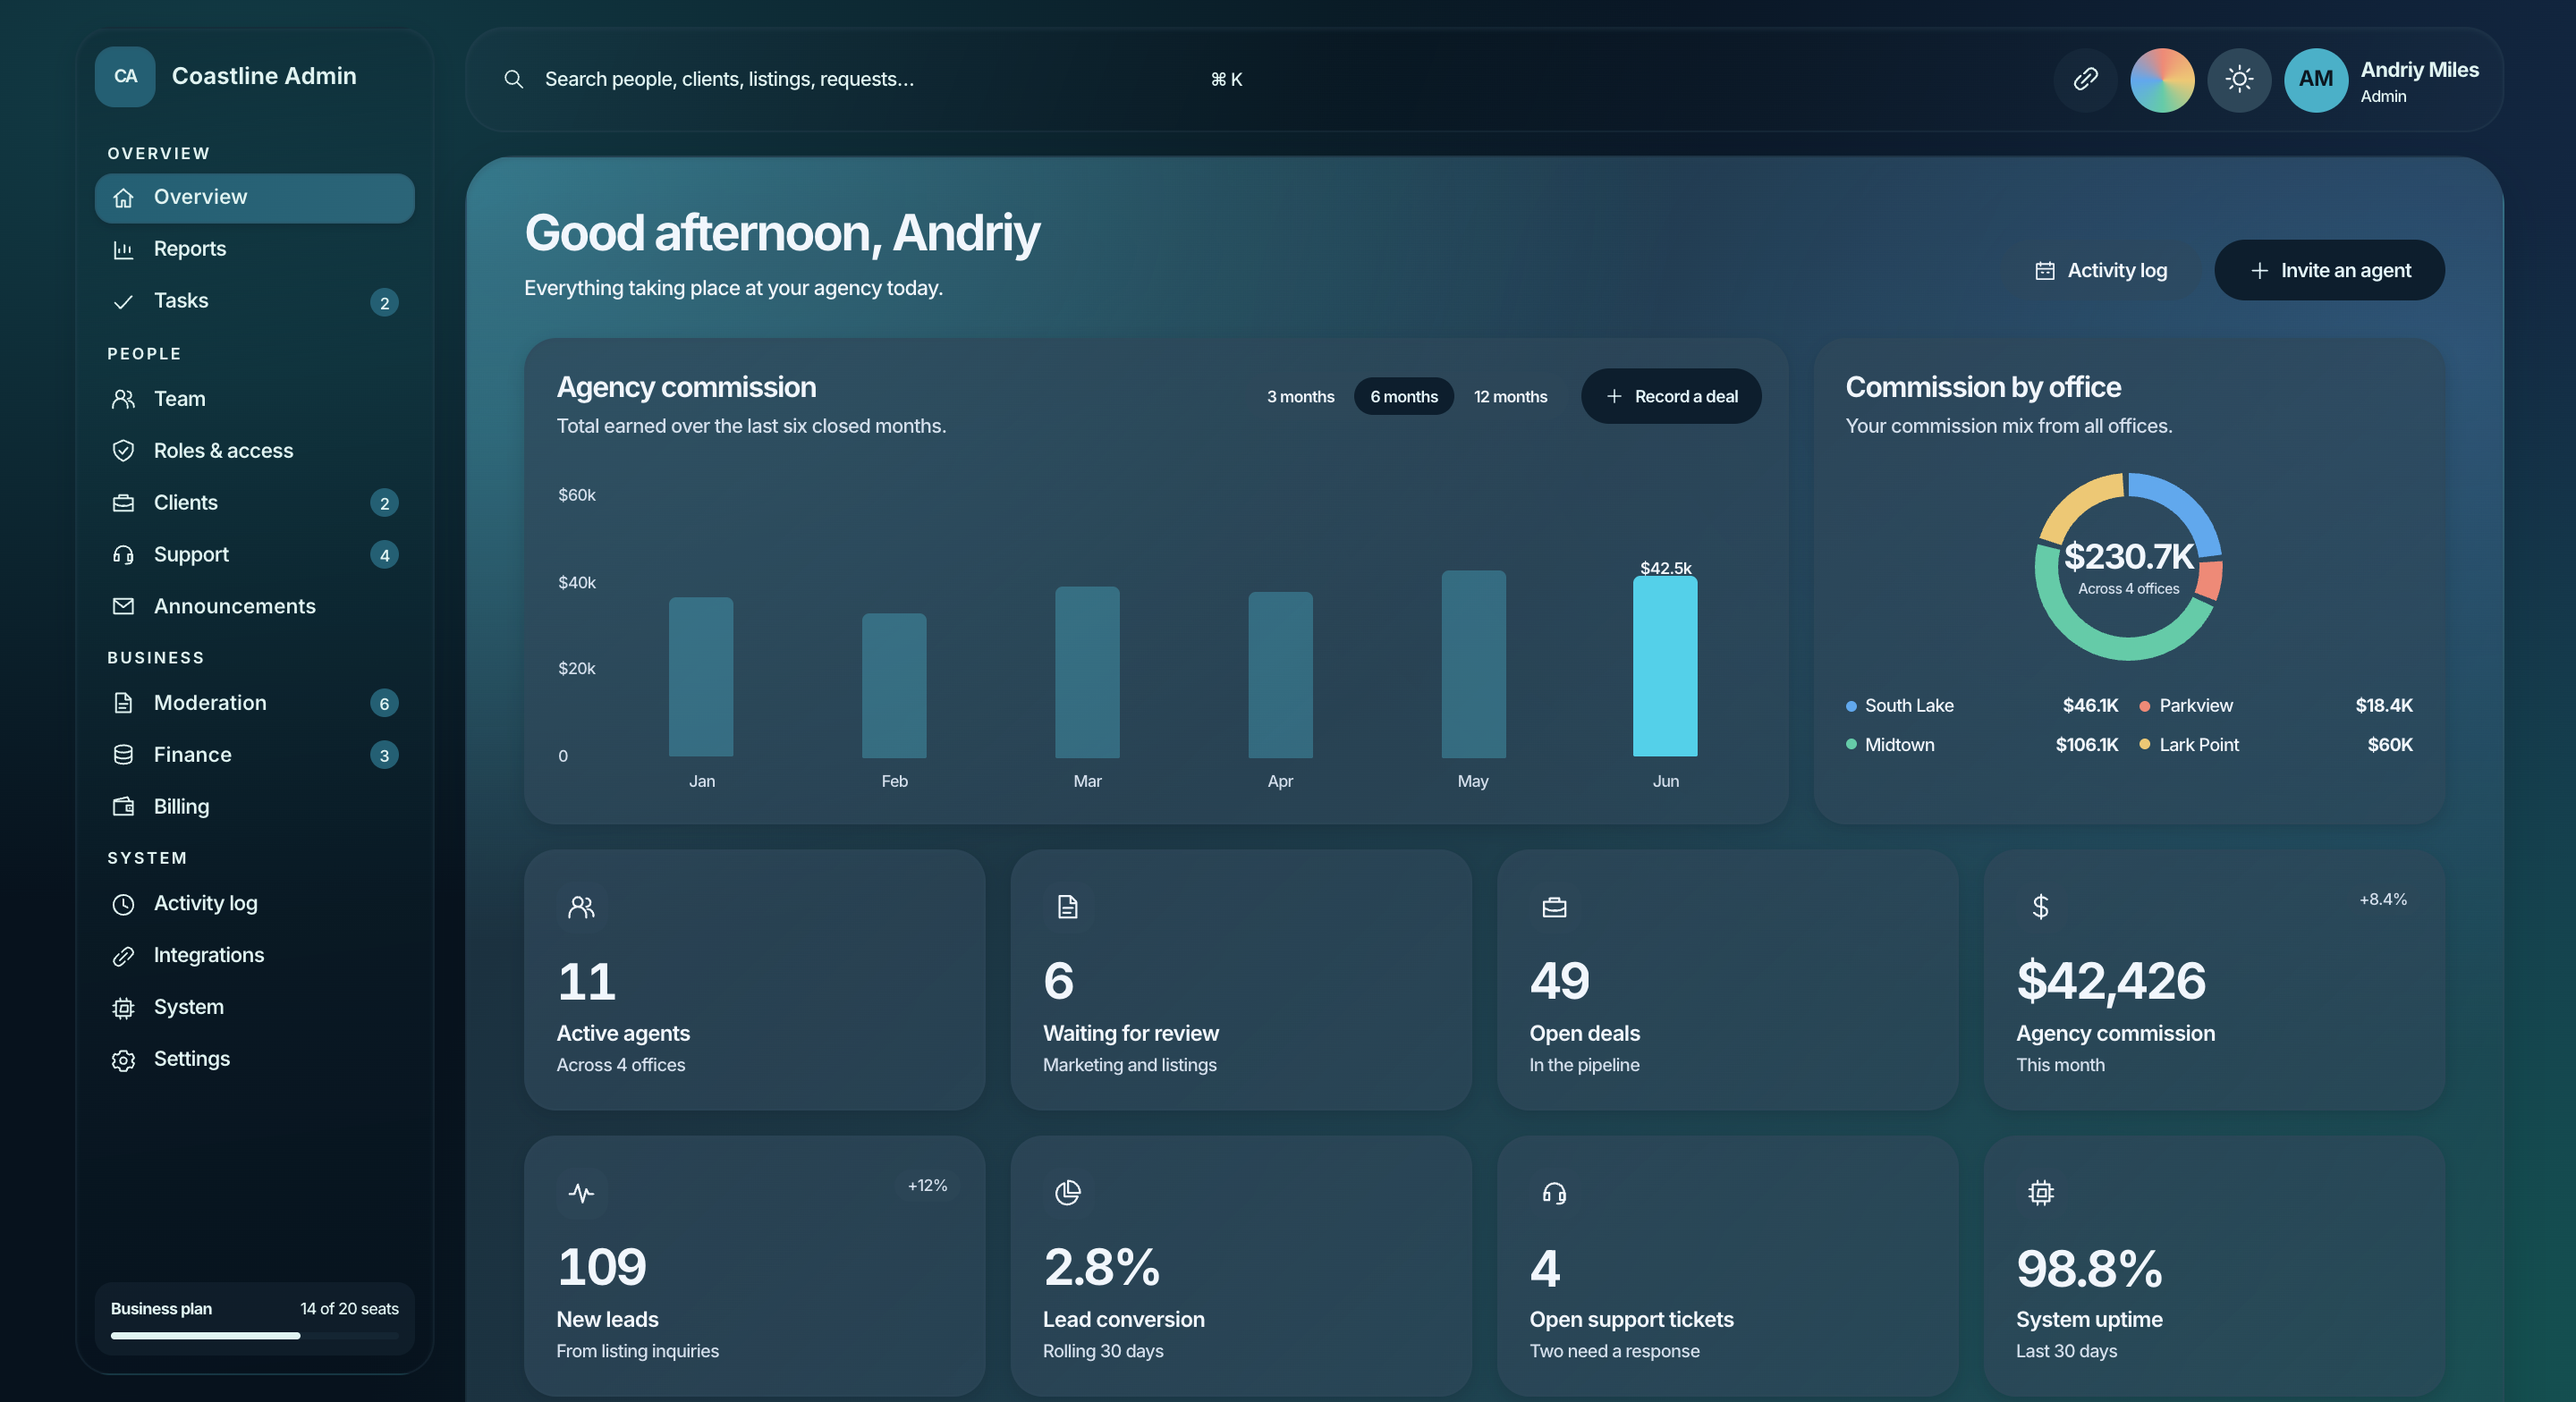 CA
Coastline Admin
OVERVIEW
Overview
Reports
Tasks 2
PEOPLE
Team
Roles & access
Clients 2
Support 4
Announcements
BUSINESS
Moderation 6
Finance 3
Billing
SYSTEM
Activity log
Integrations
System
Settings
Business plan 14 of 20 seats
Search people, clients, listings, requests... ⌘ K
AM
Andriy Miles
Admin
Good afternoon, Andriy
Everything taking place at your agency today.
Activity log
Invite an agent
Agency commission
Total earned over the last six closed months.
3 months 6 months 12 months
Record a deal
$60k
$40k
$20k
0
$42.5k
Jan Feb Mar Apr May Jun
Commission by office
Your commission mix from all offices.
$230.7K
Across 4 offices
South Lake $46.1K Parkview $18.4K
Midtown $106.1K Lark Point $60K
11
Active agents
Across 4 offices
6
Waiting for review
Marketing and listings
49
Open deals
In the pipeline
+8.4%
$42,426
Agency commission
This month
+12%
109
New leads
From listing inquiries
2.8%
Lead conversion
Rolling 30 days
4
Open support tickets
Two need a response
98.8%
System uptime
Last 30 days